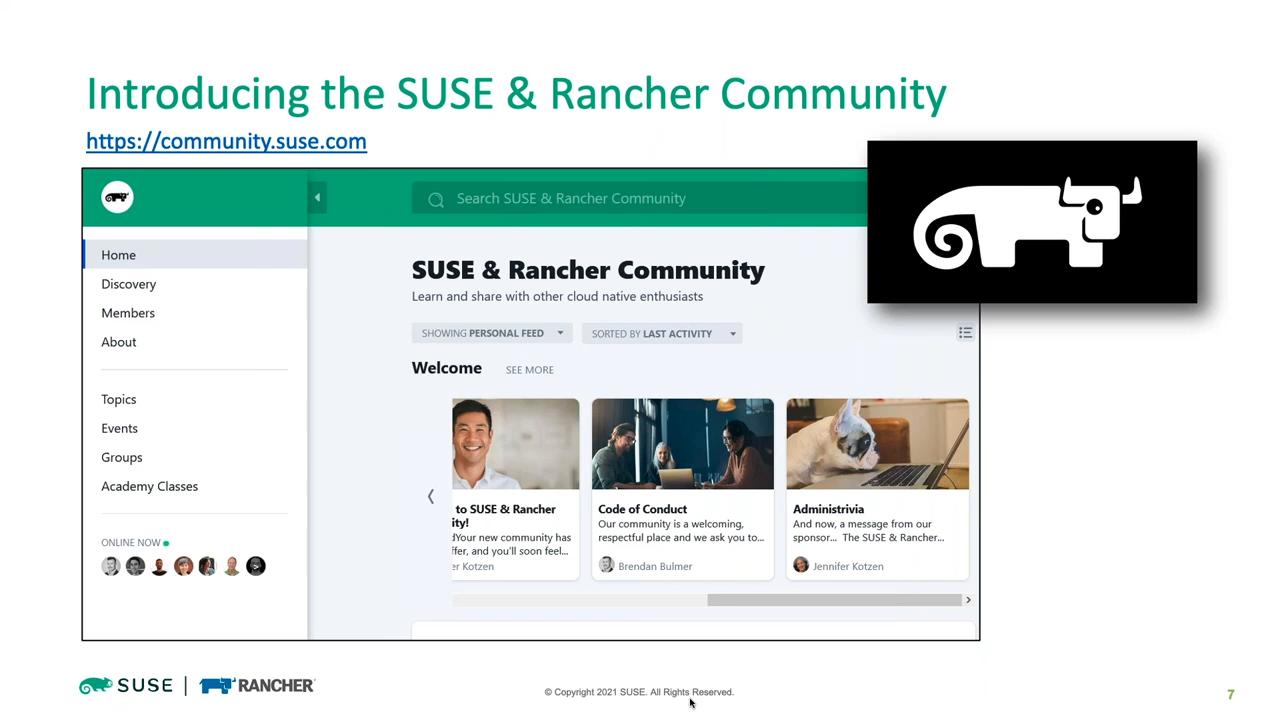 Introducing the SUSE & Rancher Community
https://community.suse.com
Search SUSE & Rancher Community
Home
Discovery
Members
About
Topics
Events
Groups
Academy Classes
ONLINE NOW
SUSE & Rancher Community
Learn and share with other cloud native enthusiasts
SHOWING PERSONAL FEED
SORTED BY LAST ACTIVITY
Welcome
SEE MORE
to SUSE & Rancher
ity!
dYour new community has
ffer, and you'll soon feel...
er Kotzen
Code of Conduct
Our community is a welcoming,
respectful place and we ask you to...
Brendan Bulmer
Administrivia
And now, a message from our
sponsor... The SUSE & Rancher...
Jennifer Kotzen
SUSE | RANCHER
© Copyright 2021 SUSE. All Rights Reserved.
7